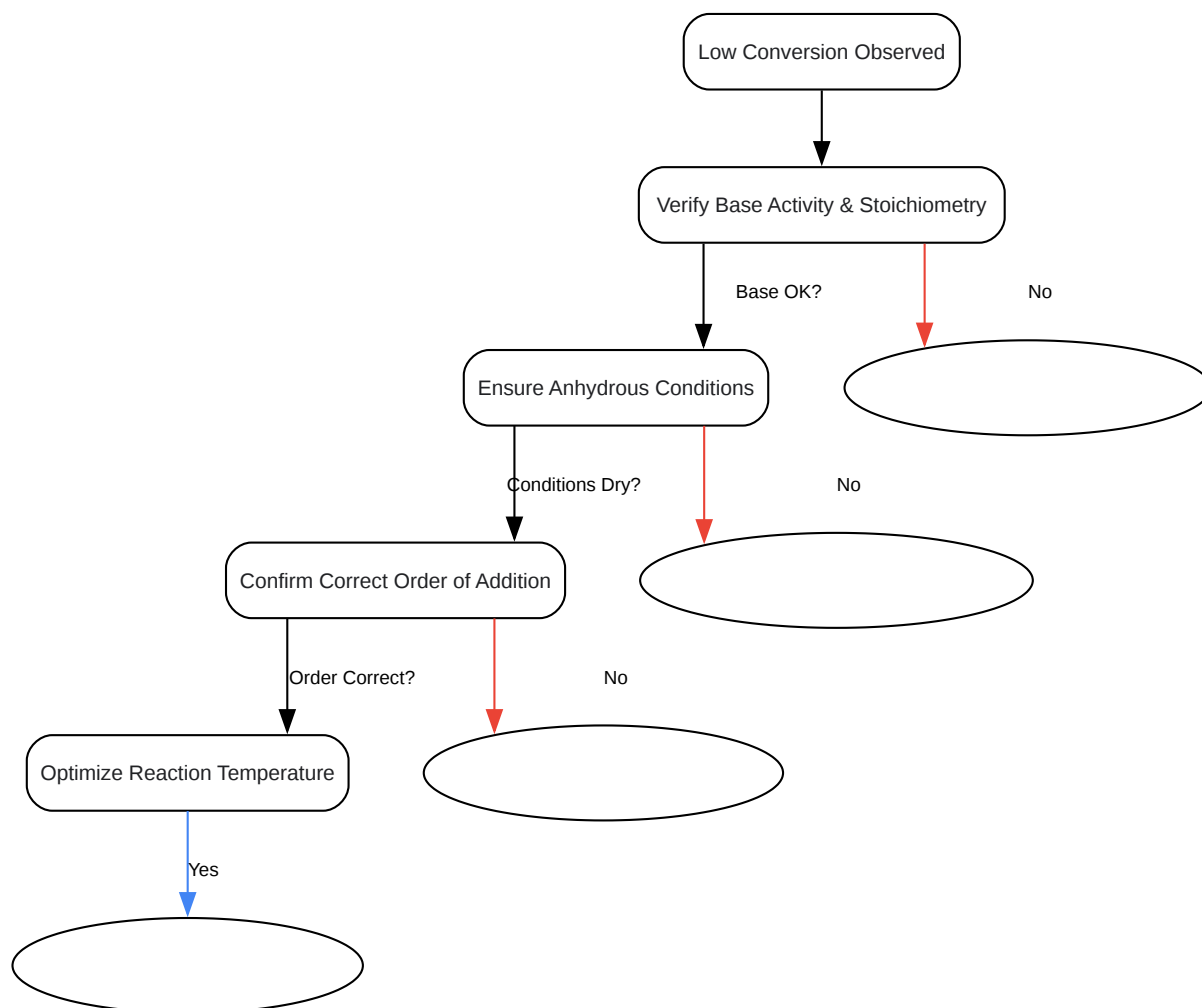 Low Conversion Observed
Verify Base Activity & Stoichiometry
Base OK?
No
Ensure Anhydrous Conditions
Conditions Dry?
No
Confirm Correct Order of Addition
Order Correct?
No
Optimize Reaction Temperature
Yes